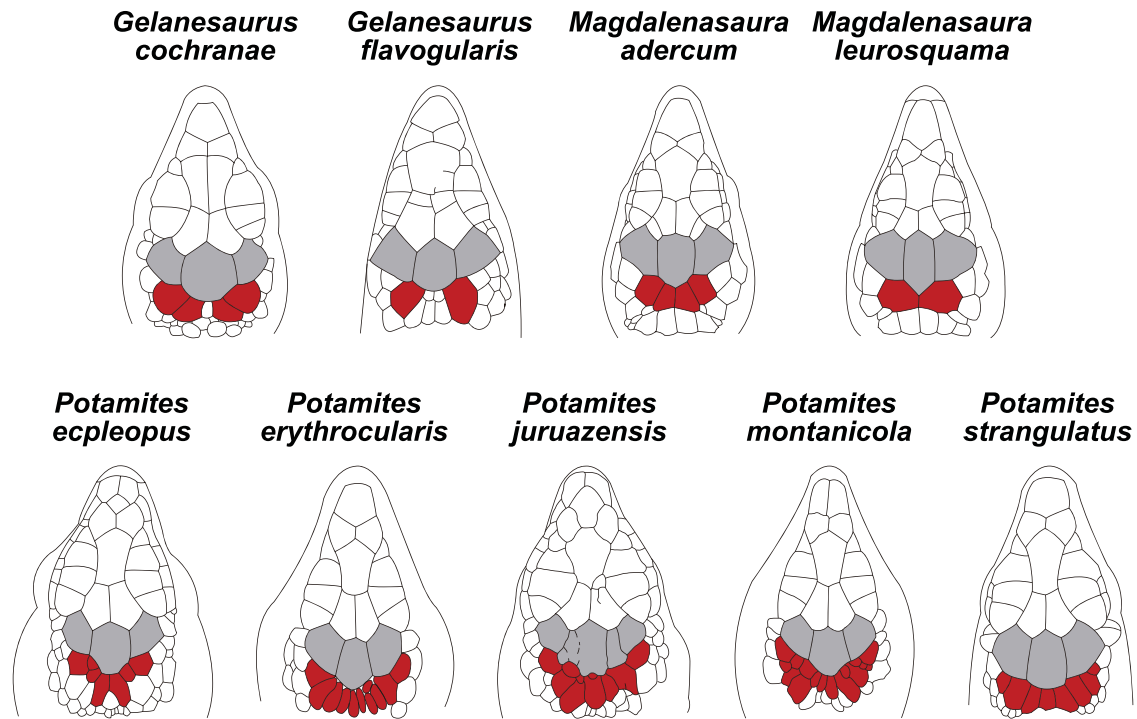 Gelanesaurus
cochranae
Gelanesaurus
flavogularis
Magdalenasaura
adercum
Magdalenasaura
leurosquama
Potamites
ecpleopus
Potamites
erythrocularis
Potamites
juruazensis
Potamites
montanicola
Potamites
strangulatus